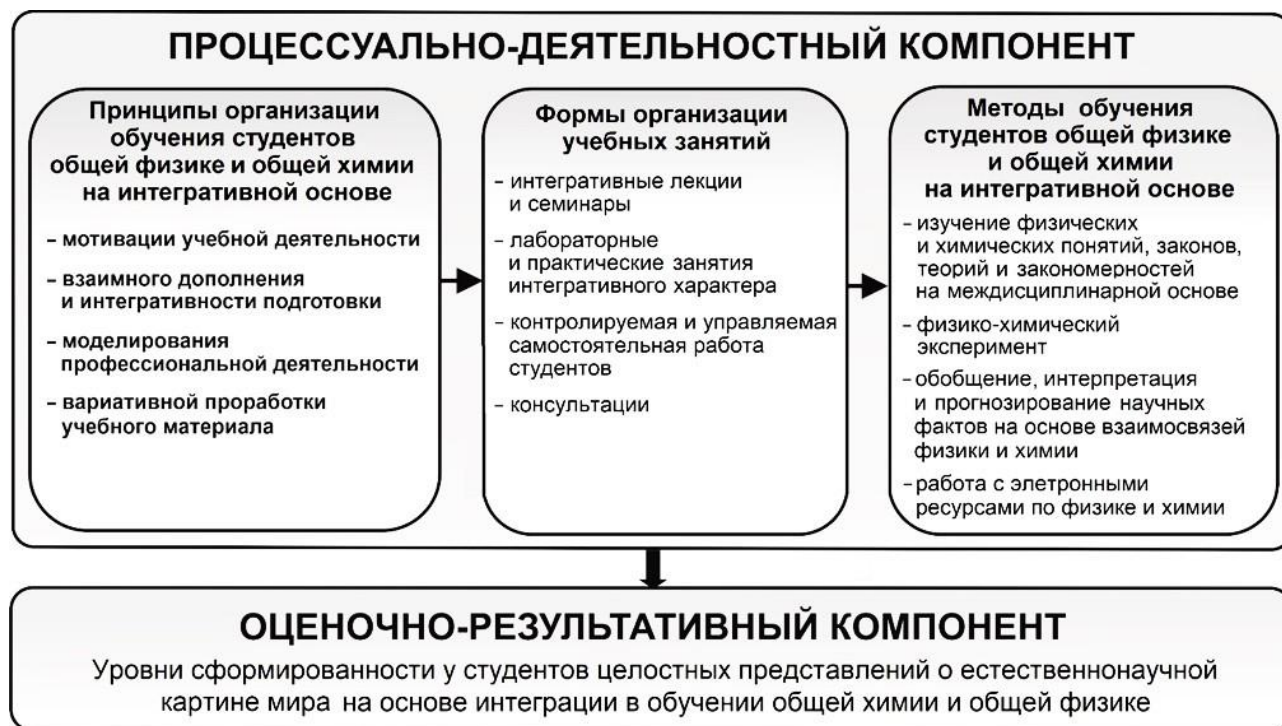 ПРОЦЕССУАЛЬНО-ДЕЯТЕЛЬНОСТНЫЙ КОМПОНЕНТ
Принципы организации
обучения студентов
общей физике и общей химии
на интегративной основе
– мотивации учебной деятельности
– взаимного дополнения
и интегративности подготовки
– моделирования
профессиональной деятельности
– вариативной проработки
учебного материала
Формы организации
учебных занятий
– интегративные лекции
и семинары
– лабораторные
и практические занятия
интегративного характера
– контролируемая и управляемая
самостоятельная работа
студентов
– консультации
Методы обучения
студентов общей физике
и общей химии
на интегративной основе
– изучение физических
и химических понятий, законов,
теорий и закономерностей
на междисциплинарной основе
– физико-химический
эксперимент
– обобщение, интерпретация
и прогнозирование научных
фактов на основе взаимосвязей
физики и химии
– работа с элетронными
ресурсами по физике и химии
ОЦЕНОЧНО-РЕЗУЛЬТАТИВНЫЙ КОМПОНЕНТ
Уровни сформированности у студентов целостных представлений о естественнонаучной
картине мира на основе интеграции в обучении общей химии и общей физике